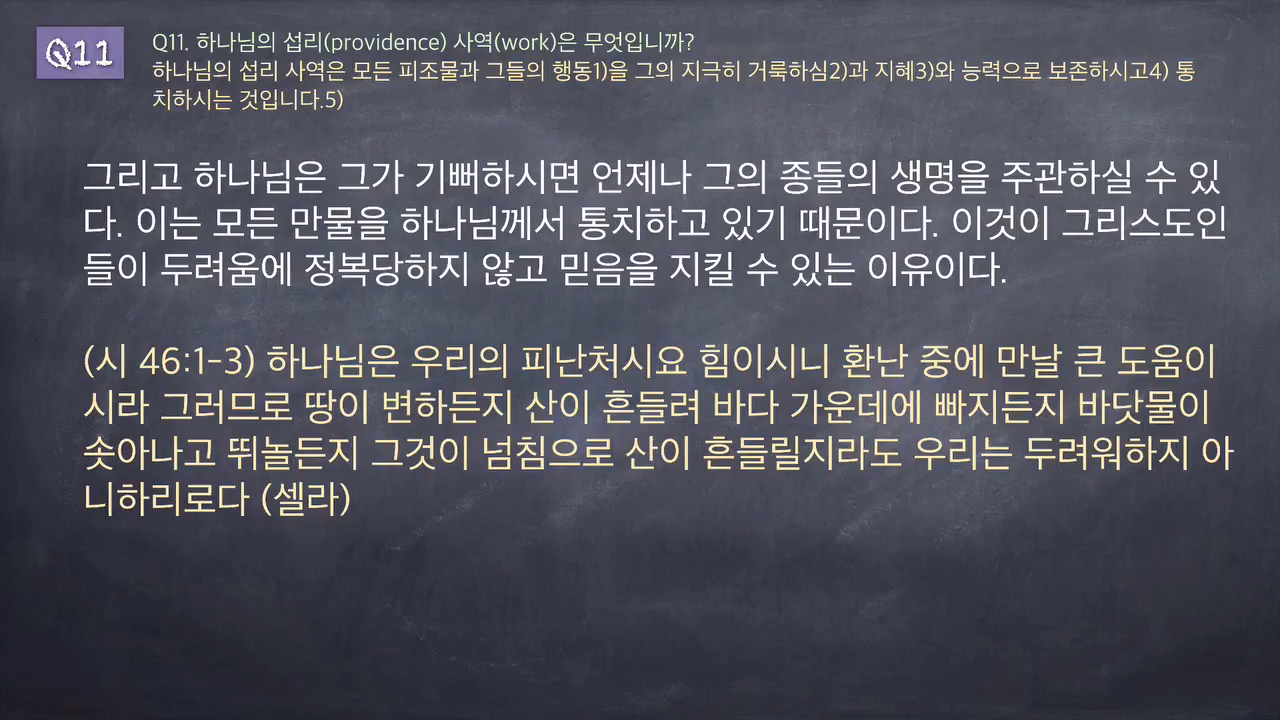 Q11
Q11. 하나님의 섭리(providence) 사역(work)은 무엇입니까?
하나님의 섭리 사역은 모든 피조물과 그들의 행동1)을 그의 지극히 거룩하심2)과 지혜3)와 능력으로 보존하시고4) 통
치하시는 것입니다.5)
그리고 하나님은 그가 기뻐하시면 언제나 그의 종들의 생명을 주관하실 수 있
다. 이는 모든 만물을 하나님께서 통치하고 있기 때문이다. 이것이 그리스도인
들이 두려움에 정복당하지 않고 믿음을 지킬 수 있는 이유이다.
(시 46:1-3) 하나님은 우리의 피난처시요 힘이시니 환난 중에 만날 큰 도움이
시라 그러므로 땅이 변하든지 산이 흔들려 바다 가운데에 빠지든지 바닷물이
솟아나고 뛰놀든지 그것이 넘침으로 산이 흔들릴지라도 우리는 두려워하지 아
니하리로다 (셀라)